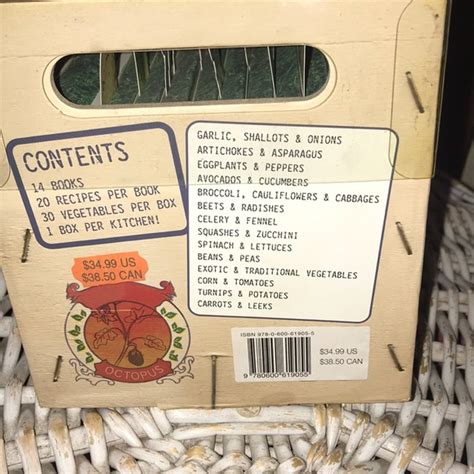 CONTENTS
14 BOOKS
20 RECIPES PER BOOK
30 VEGETABLES PER BOX
1 BOX PER KITCHEN!
GARLIC, SHALLOTS & ONIONS
ARTICHOKES & ASPARAGUS
EGGPLANTS & PEPPERS
AVOCADOS & CUCUMBERS
BROCCOLI, CAULIFLOWERS & CABBAGES
BEETS & RADISHES
CELERY & FENNEL
SQUASHES & ZUCCHINI
SPINACH & LETTUCES
BEANS & PEAS
EXOTIC & TRADITIONAL VEGETABLES
CORN & TOMATOES
TURNIPS & POTATOES
CARROTS & LEEKS
$34.99 US
$38.50 CAN
OCTOPUS
ISBN 978-0-600-61905-5
9 780600 619055
$34.99 US
$38.50 CAN